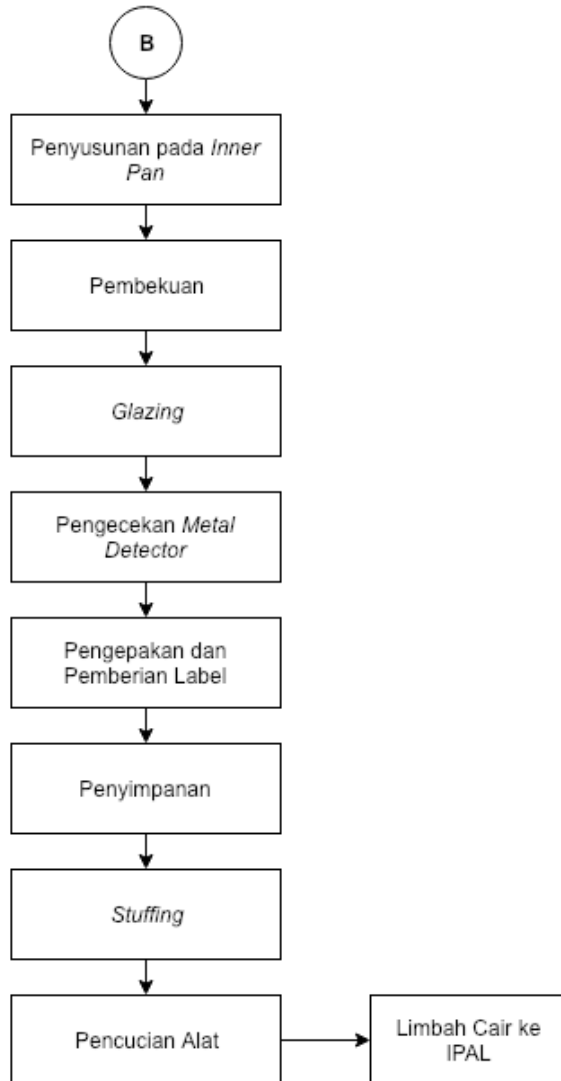 B
Penyusunan pada Inner
Pan
Pembekuan
Glazing
Pengecekan Metal
Detector
Pengepakan dan
Pemberian Label
Penyimpanan
Stuffing
Pencucian Alat
Limbah Cair ke
IPAL